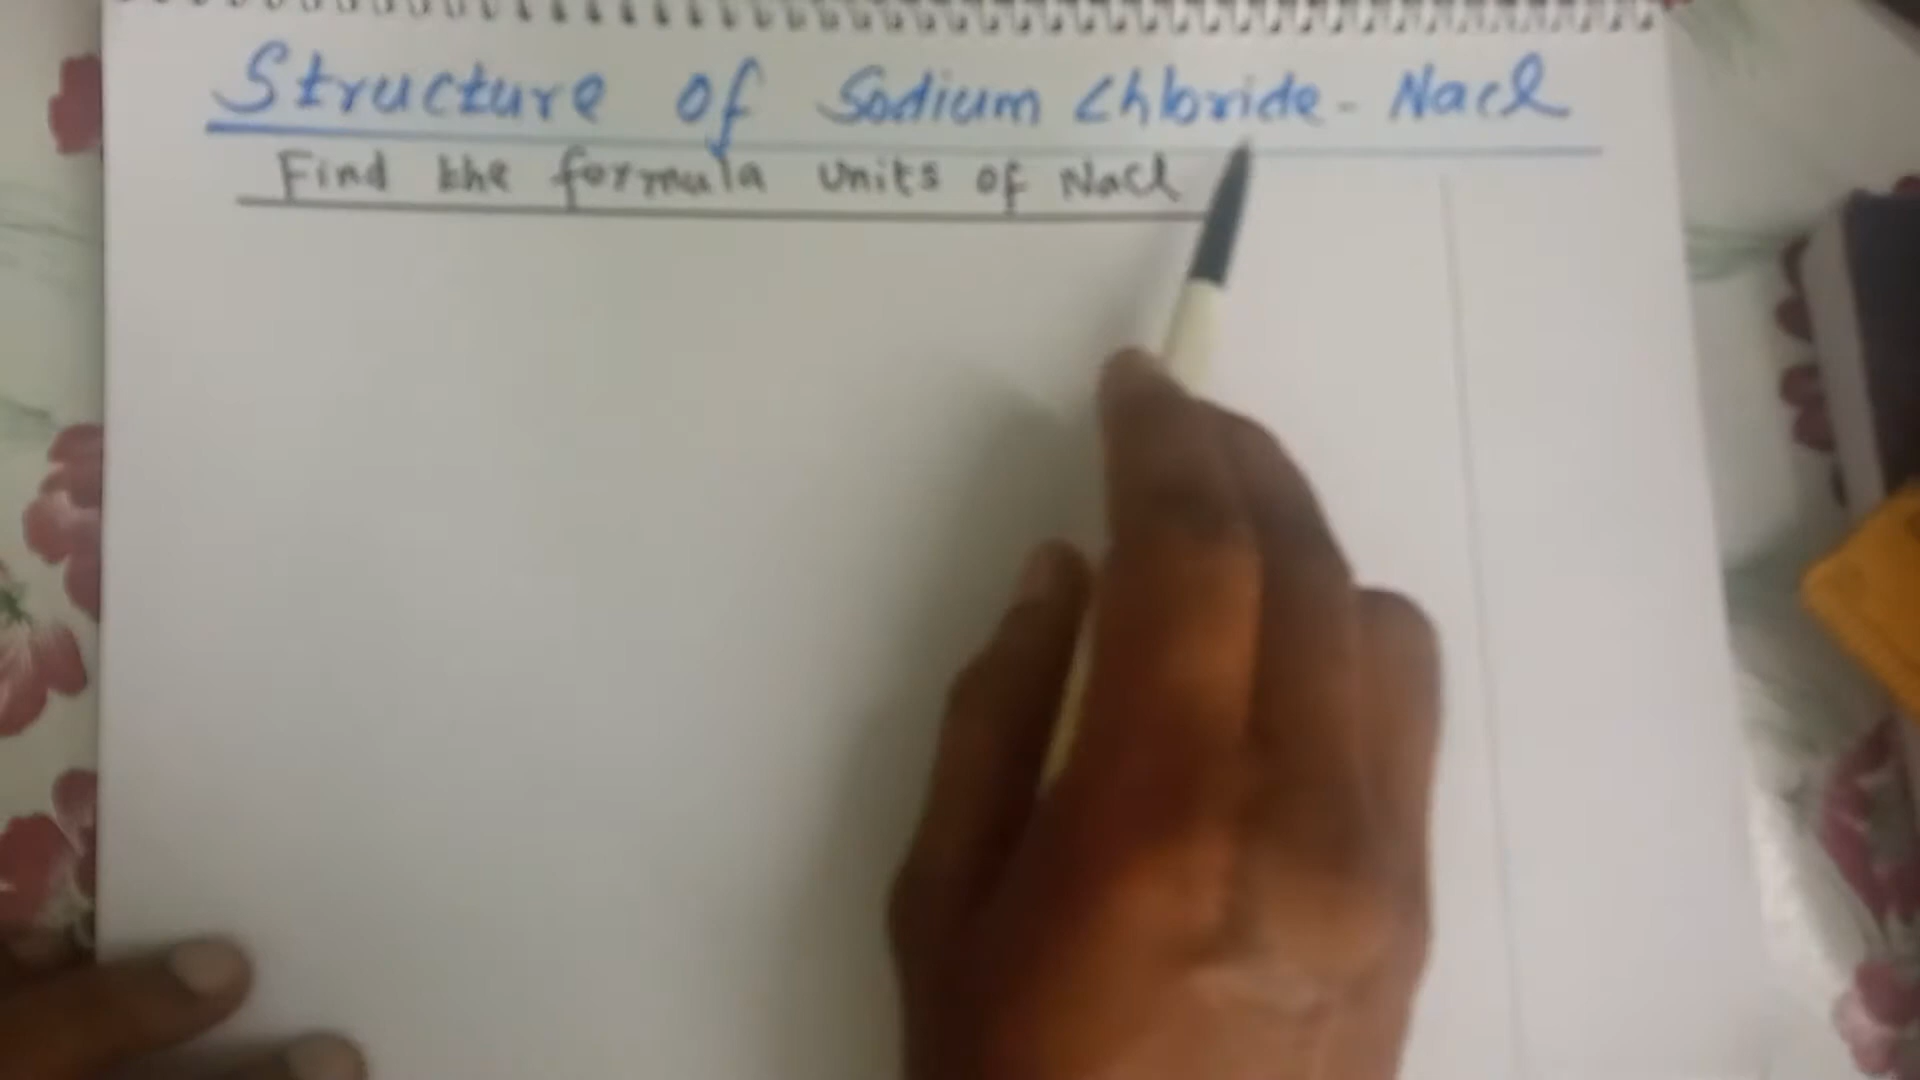 Structure of Sodium Chloride - Nacl
Find the formula units of Nacl